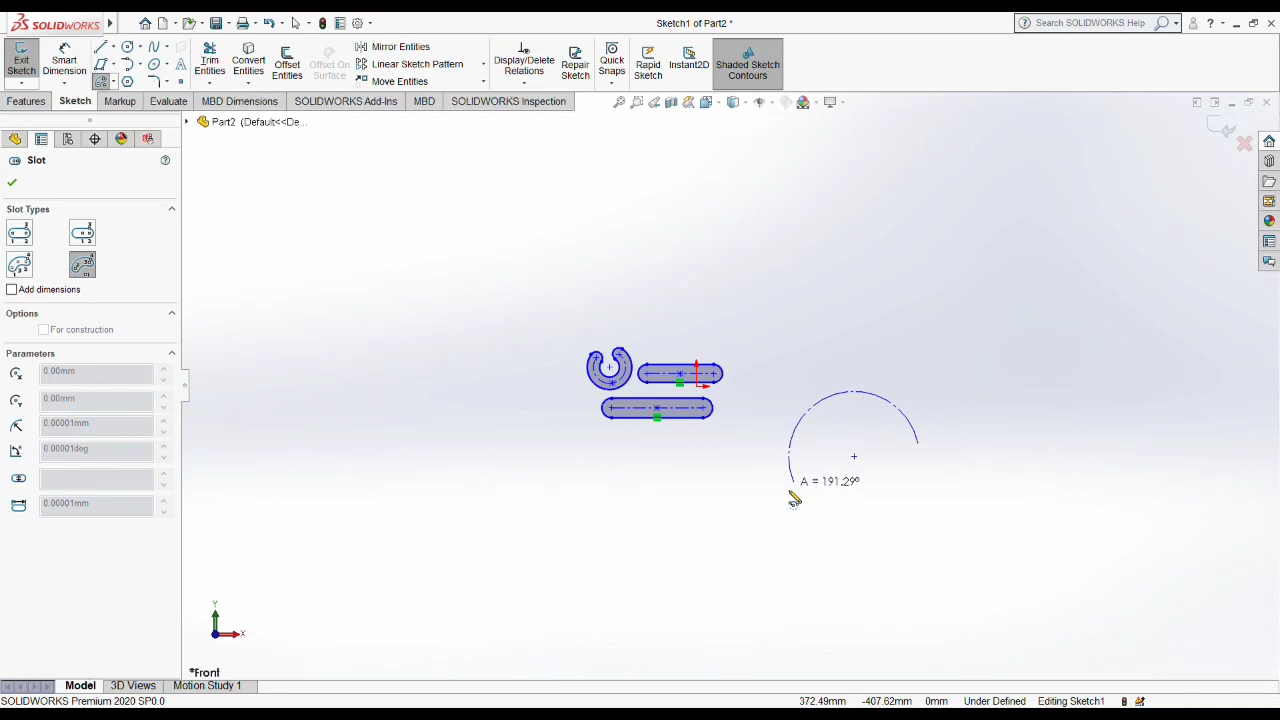 SOLIDWORKS
Sketch1 of Part2 *
Search SOLIDWORKS Help
Exit Sketch
Smart Dimension
Trim Entities
Convert Entities
Offset Entities
Offset On Surface
Mirror Entities
Linear Sketch Pattern
Move Entities
Display/Delete Relations
Repair Sketch
Quick Snaps
Rapid Sketch
Instant2D
Shaded Sketch Contours
Features
Sketch
Markup
Evaluate
MBD Dimensions
SOLIDWORKS Add-Ins
MBD
SOLIDWORKS Inspection
Part2 (Default<<De...
Slot
Slot Types
Add dimensions
Options
For construction
Parameters
0.00mm
0.00mm
0.00001mm
0.00001deg
0.00001mm
A = 191.29º
Y
X
*Front
Model
3D Views
Motion Study 1
SOLIDWORKS Premium 2020 SP0.0
372.49mm
-407.62mm
0mm
Under Defined
Editing Sketch1